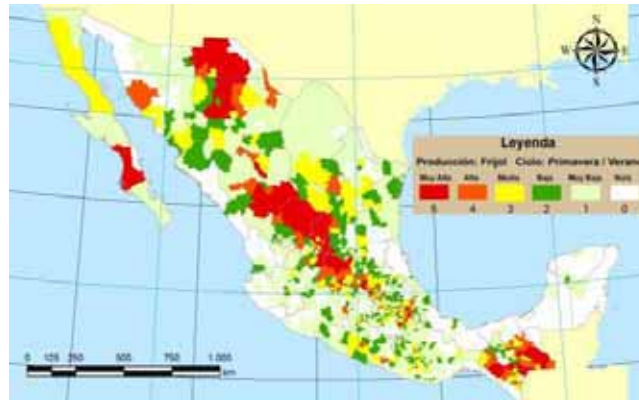 N
W E
S
Leyenda
Producción: Frijol Ciclo: Primavera / Verano
Muy Alto Alto Medio Bajo Muy Bajo Nulo
5 4 3 2 1 0
0 125 250 500 750 1 000
km